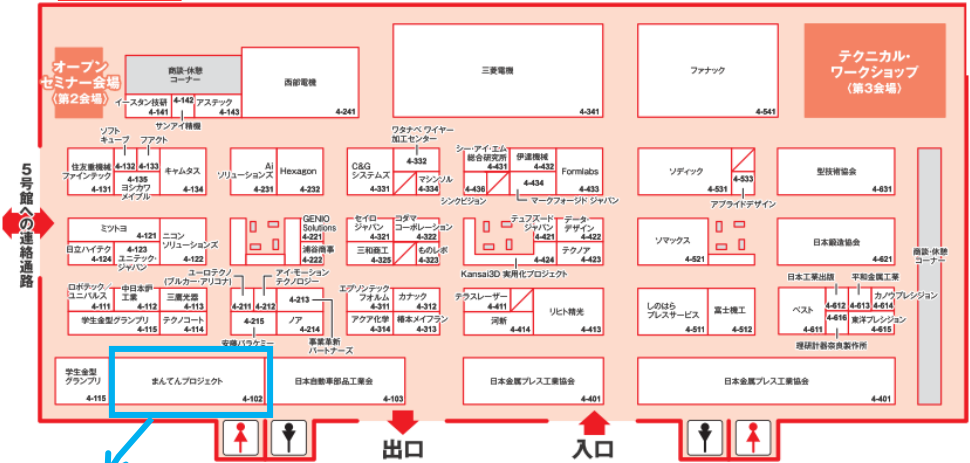 オープン
セミナー会場
（第2会場）
商談・休憩
コーナー
イースタン技研
4-141
4-142
アステック
4-143
サンアイ精機
西部電機
4-241
三菱電機
4-341
ファナック
4-541
テクニカル・
ワークショップ
（第3会場）
5号館への連絡通路
ソフト
キューブ
ファクト
住友重機械
ファインテック
4-131
4-132
4-133
4-135
ヨシカワ
メイプル
キャムタス
4-134
Ai
ソリューションズ
4-231
Hexagon
4-232
ワタナベ ワイヤー
加工センター
C&G
システムズ
4-331
4-332
マシンソル
4-334
シー・アイ・エム
総合研究所
4-431
伊達機械
4-432
4-436
4-434
シンクビジョン
マークフォージド ジャパン
Formlabs
4-433
ソディック
4-531
4-533
アプライドデザイン
型技術協会
4-631
ミツトヨ
4-121
ニコン
ソリューションズ
4-122
日立ハイテク
4-124
4-123
ユニテック・
ジャパン
GENIO
Solutions
4-221
浦谷商事
4-222
セイロ
ジャパン
4-321
コダマ
コーポレーション
4-322
三和商工
4-325
ものレボ
4-323
テュフズード
ジャパン
4-421
データ・
デザイン
4-422
テクノア
4-423
4-424
Kansai3D 実用化プロジェクト
ソマックス
4-521
日本鍛造協会
4-621
商談・休憩
コーナー
ロボテック
ユニバルス
4-111
中日本炉
工業
4-112
三鷹光器
4-113
学生金型グランプリ
4-115
テクノコート
4-114
ユーロテクノ
（ブルカー・アリコナ）
アイ・モーション
テクノロジー
4-211
4-212
4-213
4-215
ノア
4-214
安藤パラケミー
事業革新
パートナーズ
エプソンテック
フオルム
4-311
カナック
4-312
アクア化学
4-314
椿本メイフラン
4-313
テラスレーザー
4-411
河新
4-414
リヒト精光
4-413
しのはら
プレスサービス
4-511
富士機工
4-512
日本工業出版
平和金属工業
ベスト
4-611
4-612
4-613
カノウプレシジョン
4-614
4-616
東洋プレシジョン
4-615
理研計器奈良製作所
学生金型
グランプリ
4-115
まんてんプロジェクト
4-102
日本自動車部品工業会
4-103
日本金属プレス工業協会
4-401
日本金属プレス工業協会
4-401
出口
入口